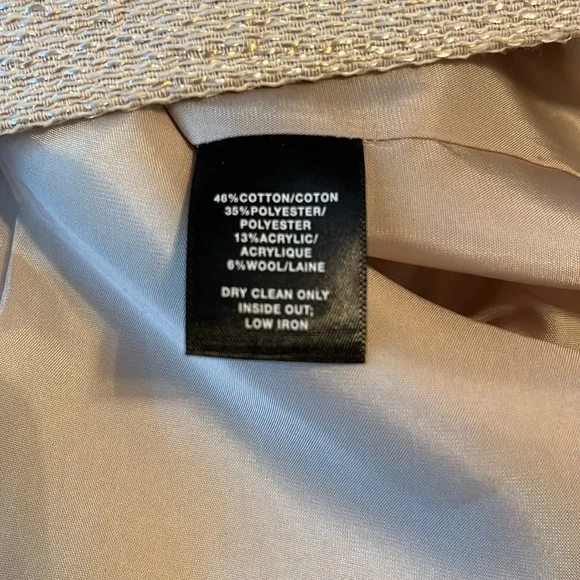 46%COTTON/COTON
35%POLYESTER/
POLYESTER
13%ACRYLIC/
ACRYLIQUE
6%WOOL/LAINE
DRY CLEAN ONLY
INSIDE OUT;
LOW IRON